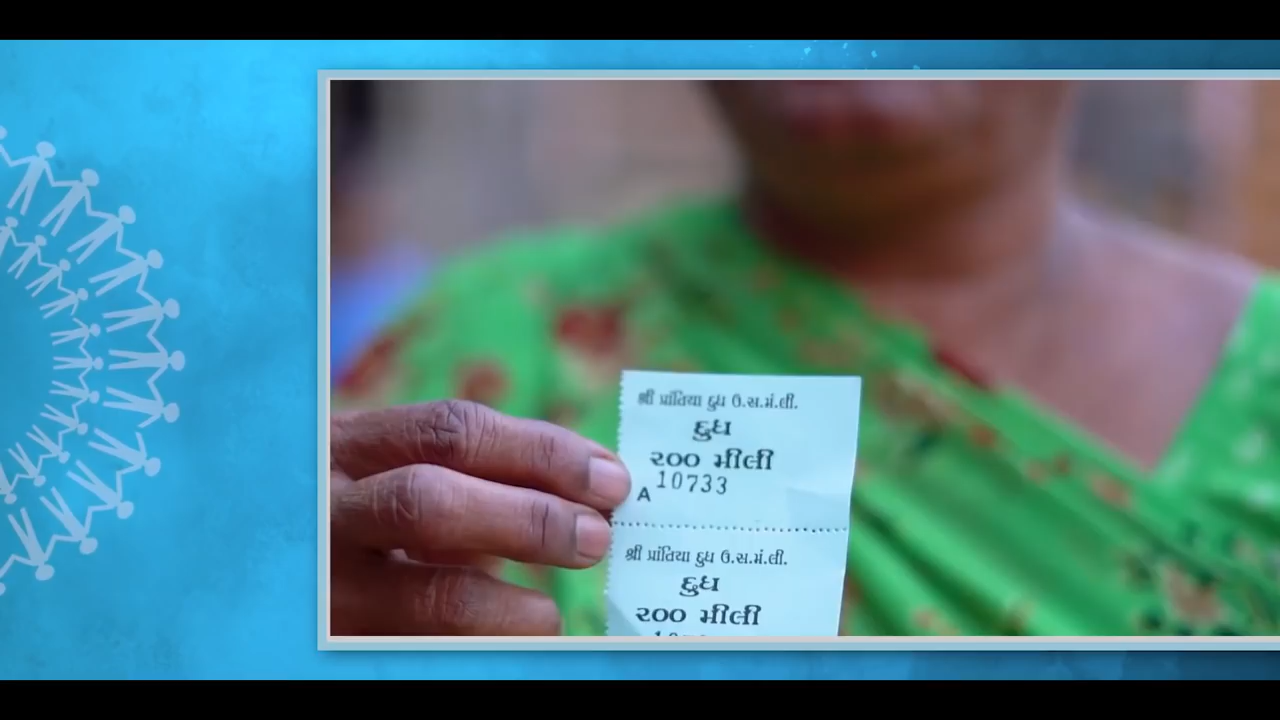 શ્રી પ્રાંતિયા દુધ ઉ.સ.મં.લી.
દુધ
૨૦૦ મીલી
A 10733
શ્રી પ્રાંતિયા દુધ ઉ.સ.મં.લી.
દુધ
૨૦૦ મીલી